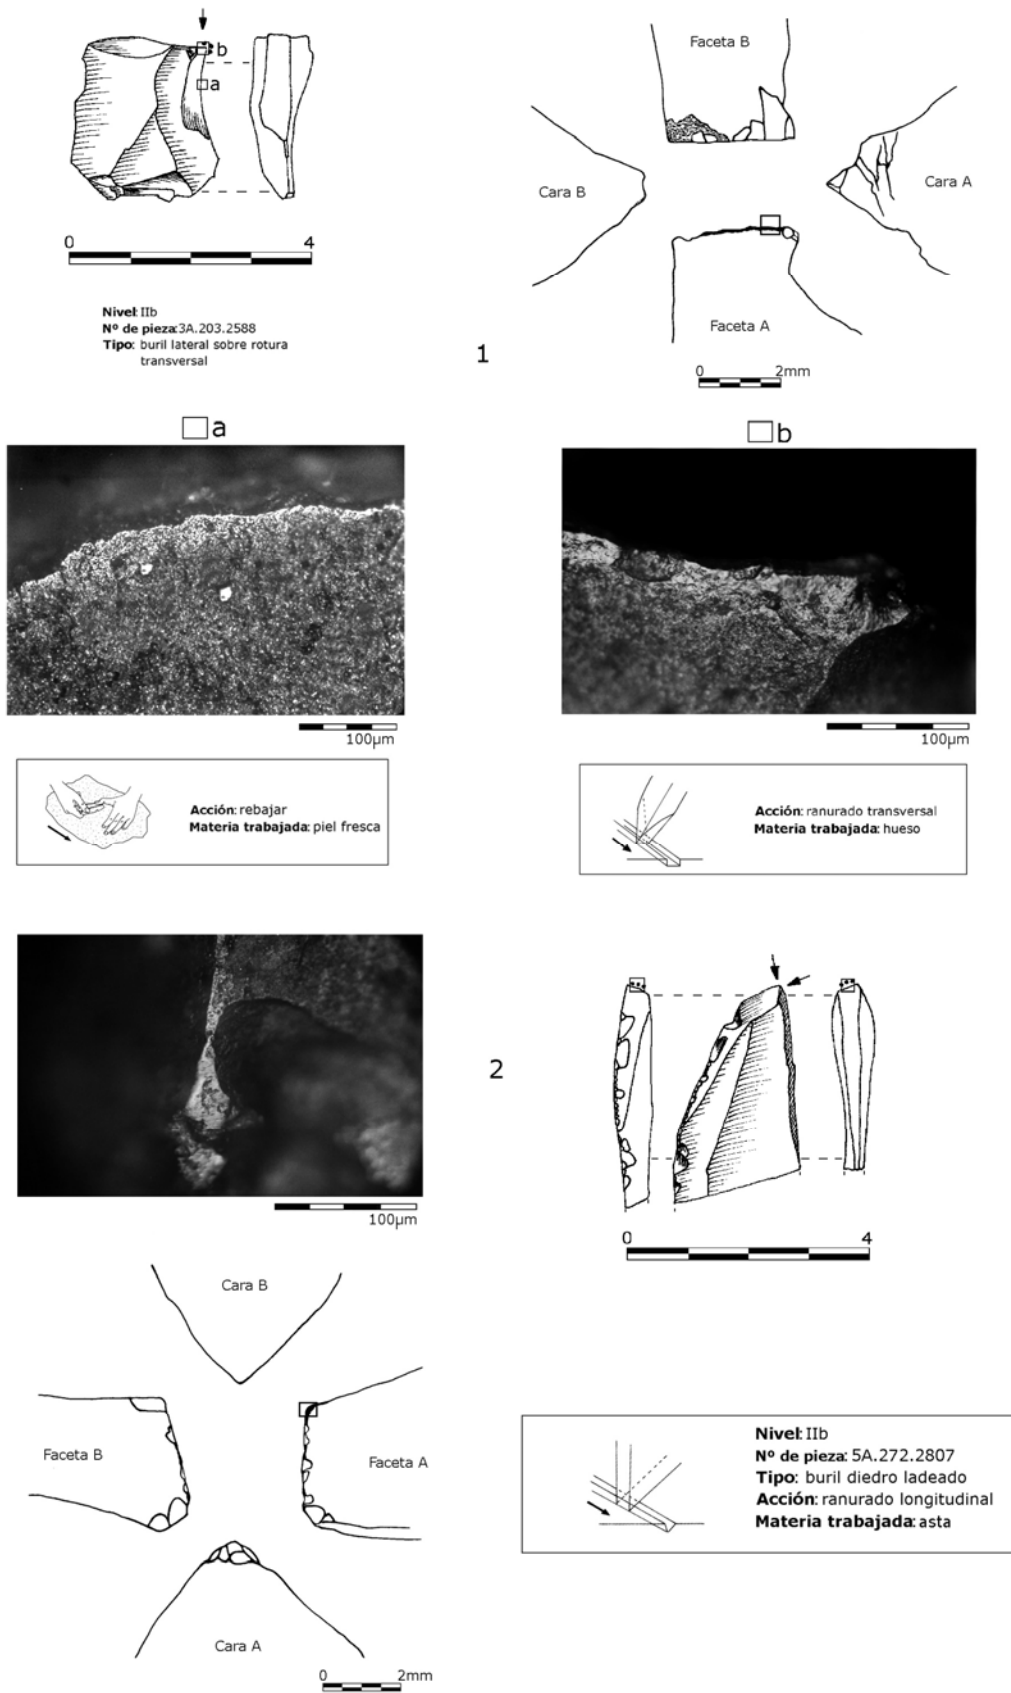 b
a
0 4
Nivel: IIb
Nº de pieza: 3A.203.2588
Tipo: buril lateral sobre rotura
transversal
1
Faceta B
Cara B
Cara A
Faceta A
0 2mm
a
100µm
Acción: rebajar
Materia trabajada: piel fresca
b
100µm
Acción: ranurado transversal
Materia trabajada: hueso
100µm
2
0 4
Cara B
Faceta B
Faceta A
Cara A
0 2mm
Nivel: IIb
Nº de pieza: 5A.272.2807
Tipo: buril diedro ladeado
Acción: ranurado longitudinal
Materia trabajada: asta